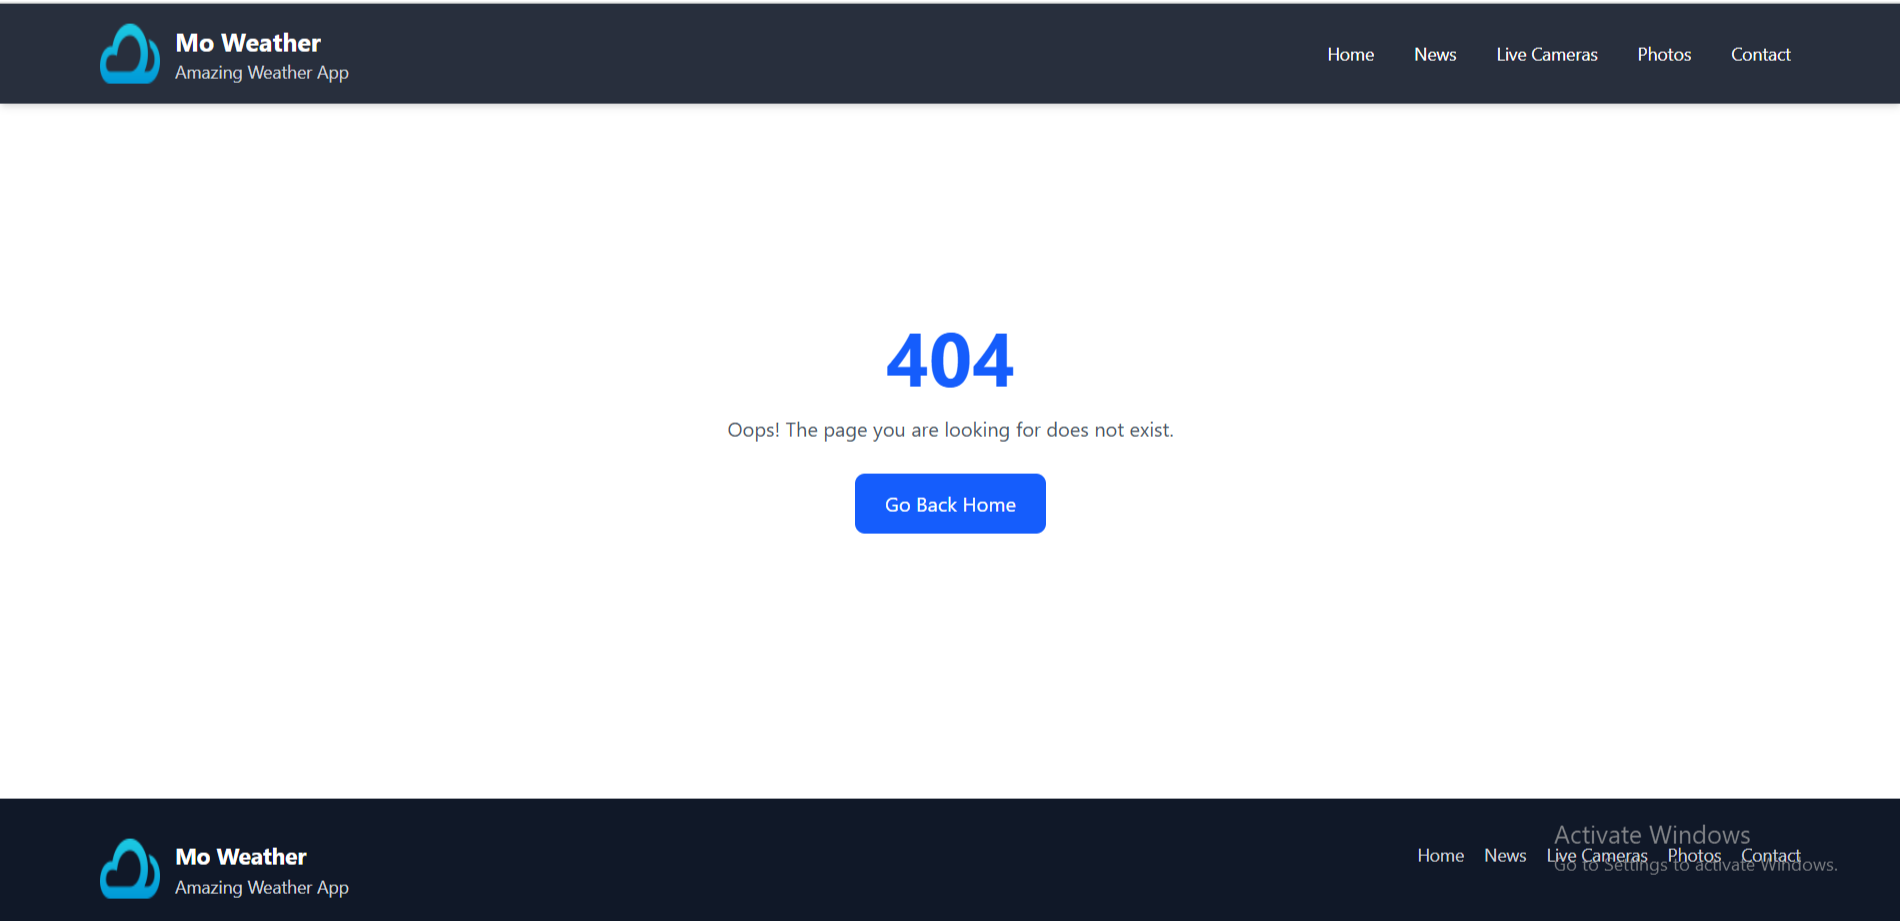 Mo Weather
Amazing Weather App
Home News Live Cameras Photos Contact
404
Oops! The page you are looking for does not exist.
Go Back Home
Mo Weather
Amazing Weather App
Home News Live Cameras Photos Contact
Activate Windows
Go to Settings to activate Windows.